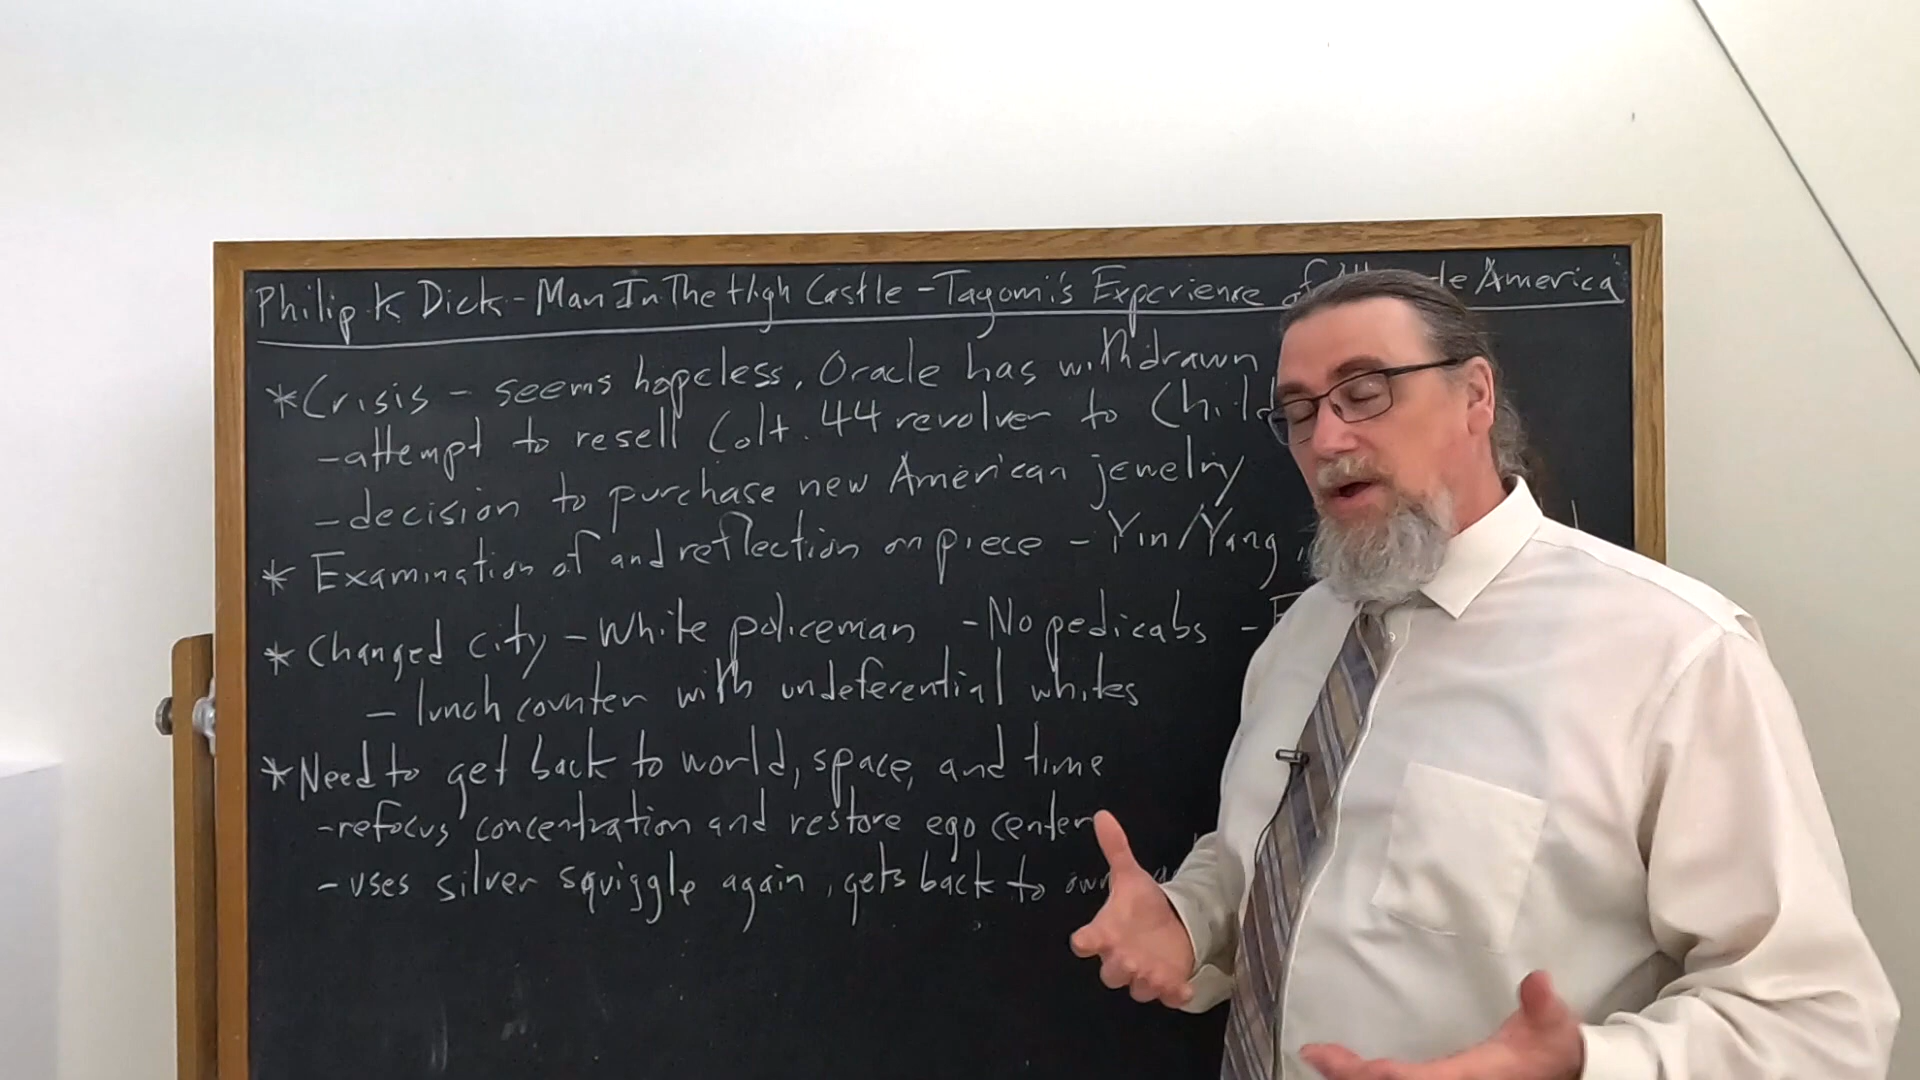 Philip K Dick - Man In The High Castle - Tagomi's Experience of America
*Crisis - seems hopeless, Oracle has withdrawn
-attempt to resell Colt .44 revolver to
-decision to purchase new American jewelry
* Examination of and reflection on piece - Yin/Yang
* Changed city - White policeman - No pedicabs -
- lunch counter with undeferential whites
*Need to get back to world, space, and time
-refocus concentration and restore ego center
-uses silver squiggle again, gets back to own